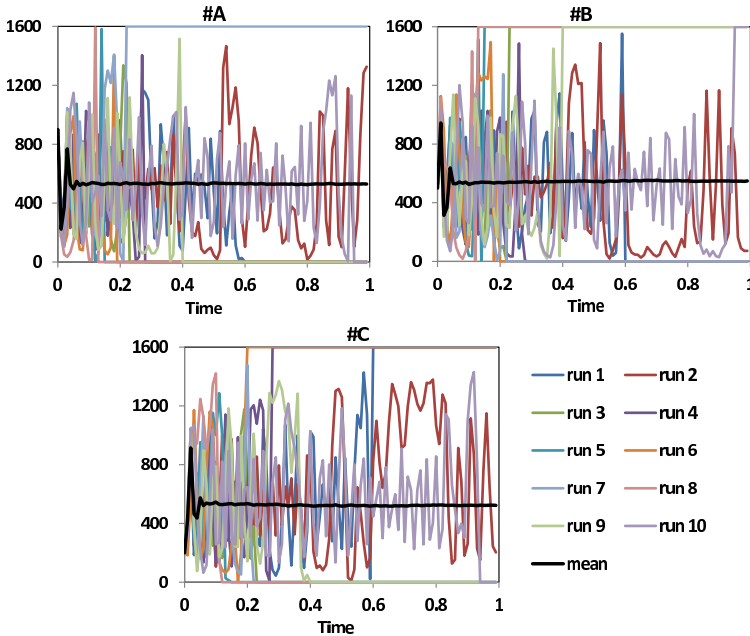 #A
1600
1200
800
400
0
0 0.2 0.4 0.6 0.8 1
Time
#B
1600
1200
800
400
0
0 0.2 0.4 0.6 0.8 1
Time
#C
1600
1200
800
400
0
0 0.2 0.4 0.6 0.8 1
Time
run 1 run 2
run 3 run 4
run 5 run 6
run 7 run 8
run 9 run 10
mean